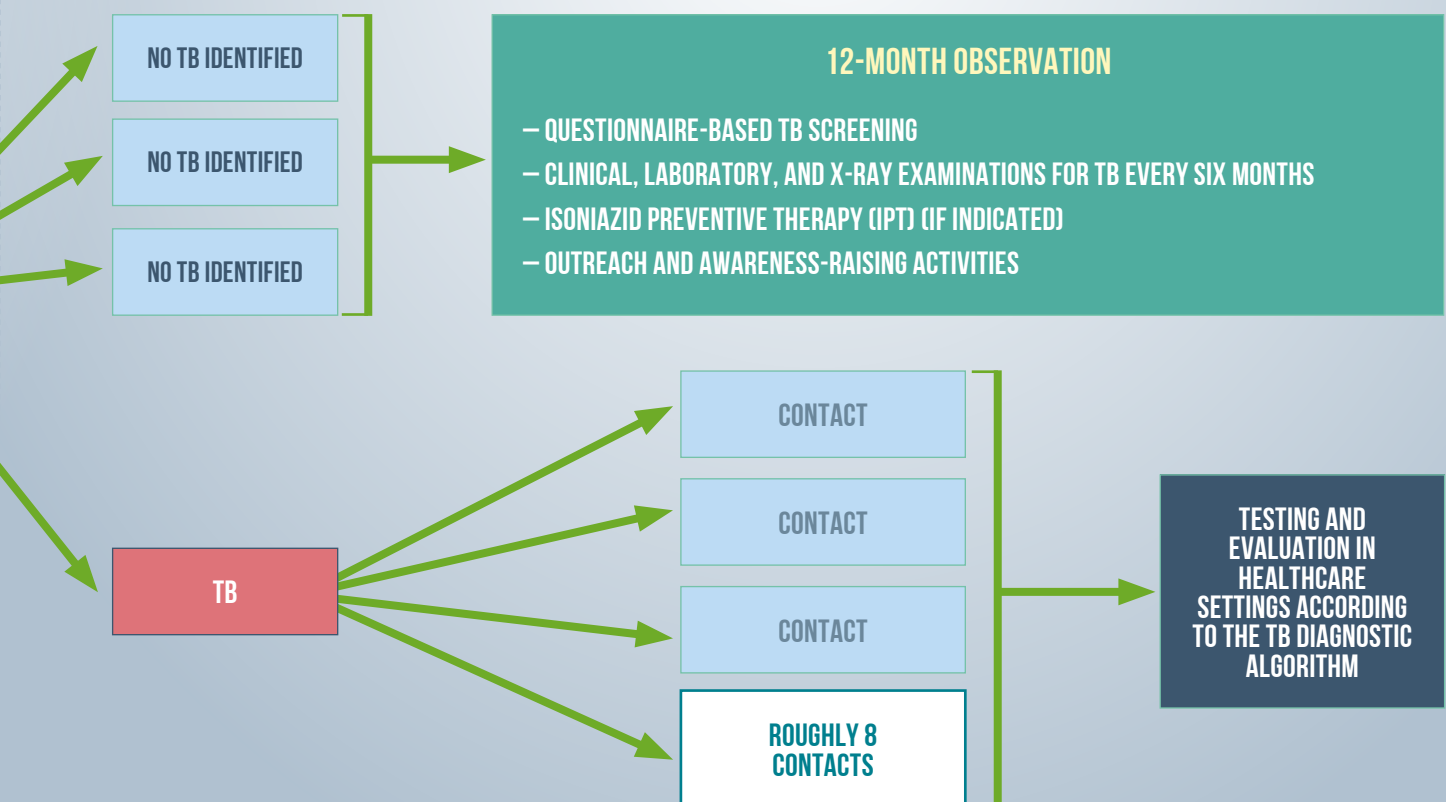 NO TB IDENTIFIED
NO TB IDENTIFIED
NO TB IDENTIFIED
12-MONTH OBSERVATION
– QUESTIONNAIRE-BASED TB SCREENING
– CLINICAL, LABORATORY, AND X-RAY EXAMINATIONS FOR TB EVERY SIX MONTHS
– ISONIAZID PREVENTIVE THERAPY (IPT) (IF INDICATED)
– OUTREACH AND AWARENESS-RAISING ACTIVITIES
TB
CONTACT
CONTACT
CONTACT
ROUGHLY 8
CONTACTS
TESTING AND
EVALUATION IN
HEALTHCARE
SETTINGS ACCORDING
TO THE TB DIAGNOSTIC
ALGORITHM